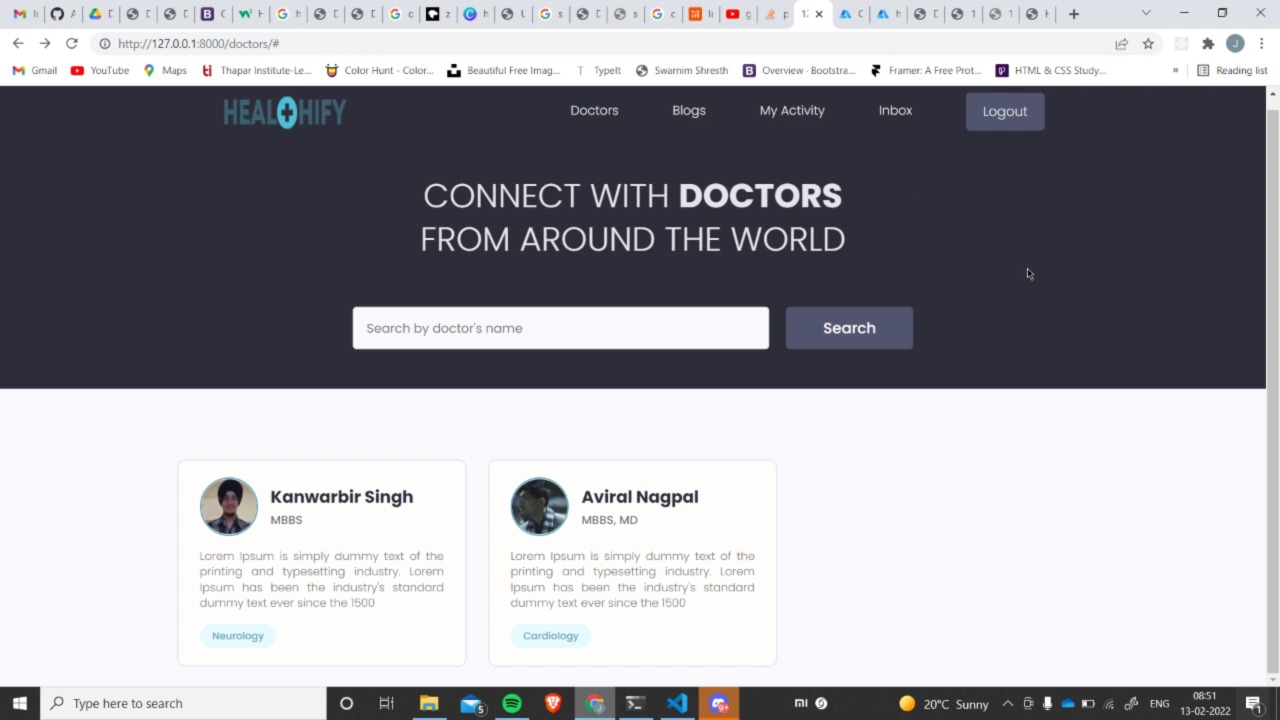 http://127.0.0.1:8000/doctors/#
Gmail
YouTube
Maps
Thapar Institute-Le...
Color Hunt - Color...
Beautiful Free Imag...
TypeIt
Swarnim Shresth
Overview · Bootstra...
Framer: A Free Prot...
HTML & CSS Study...
»
Reading list
HEALTHIFY
Doctors
Blogs
My Activity
Inbox
Logout
CONNECT WITH DOCTORS
FROM AROUND THE WORLD
Search by doctor's name
Search
Kanwarbir Singh
MBBS
Lorem Ipsum is simply dummy text of the
printing and typesetting industry. Lorem
Ipsum has been the industry's standard
dummy text ever since the 1500
Neurology
Aviral Nagpal
MBBS, MD
Lorem Ipsum is simply dummy text of the
printing and typesetting industry. Lorem
Ipsum has been the industry's standard
dummy text ever since the 1500
Cardiology
Type here to search
5
9+
20°C Sunny
ENG
08:51
13-02-2022
1